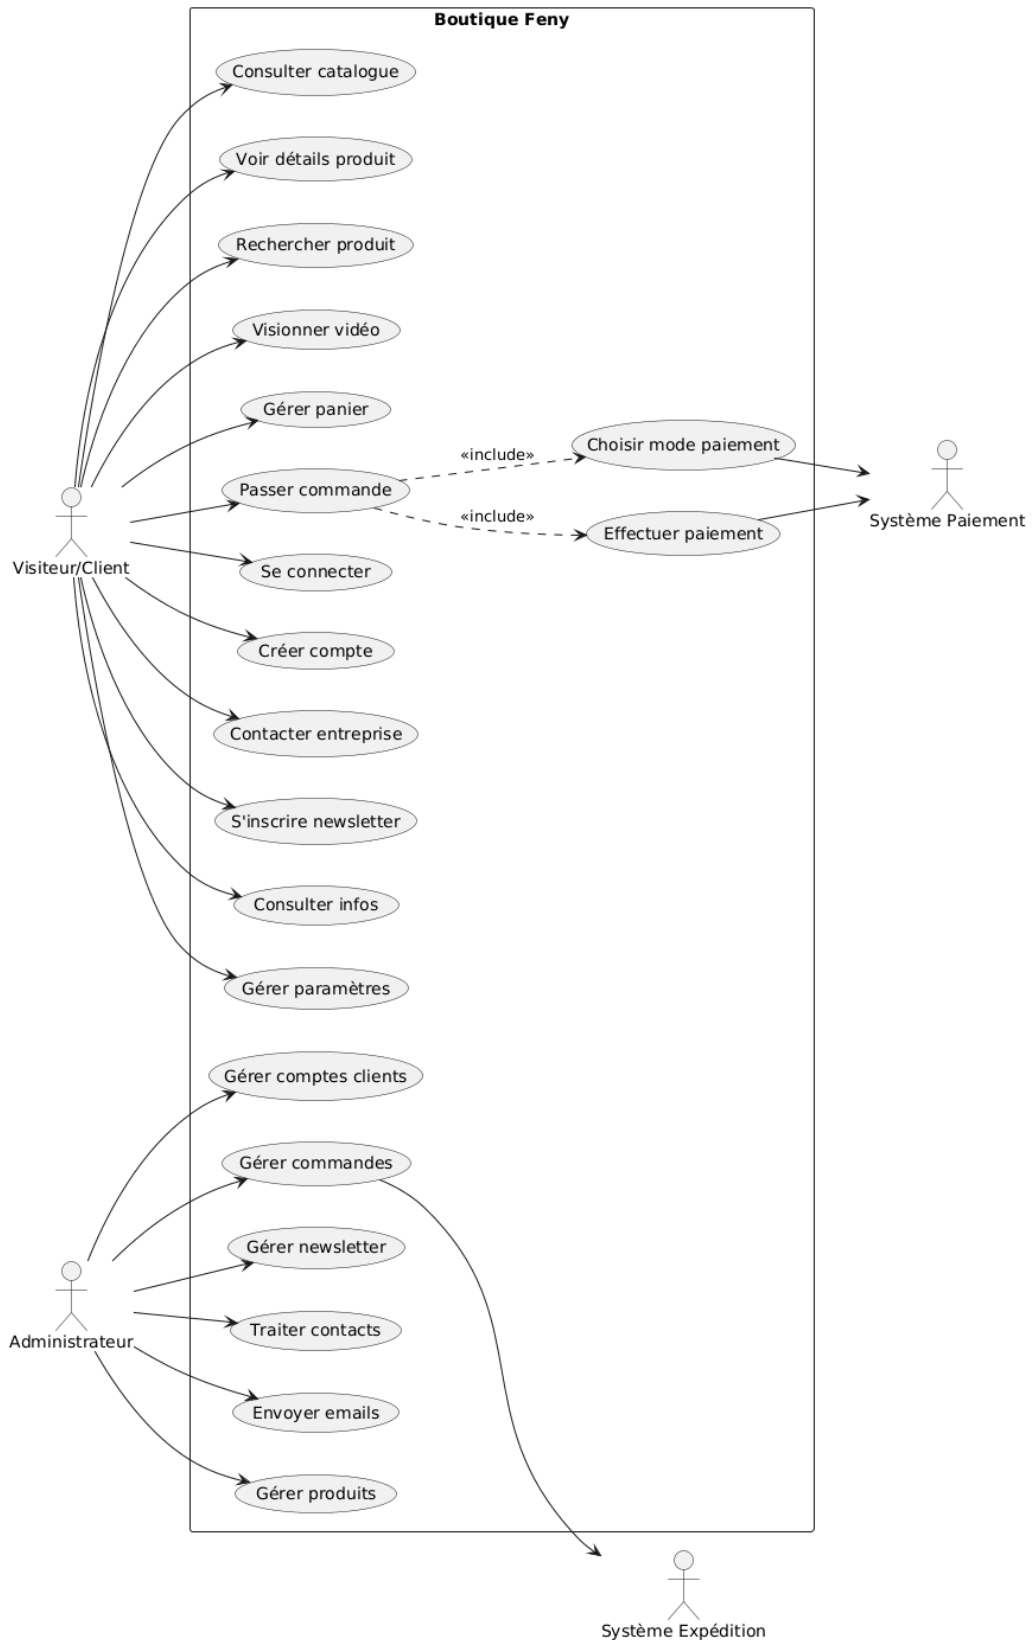 Boutique Feny
Consulter catalogue
Voir détails produit
Rechercher produit
Visionner vidéo
Gérer panier
Choisir mode paiement
«include»
Passer commande
Système Paiement
«include»
Effectuer paiement
Visiteur/Client
Se connecter
Créer compte
Contacter entreprise
S'inscrire newsletter
Consulter infos
Gérer paramètres
Gérer comptes clients
Gérer commandes
Gérer newsletter
Administrateur
Traiter contacts
Envoyer emails
Gérer produits
Système Expédition